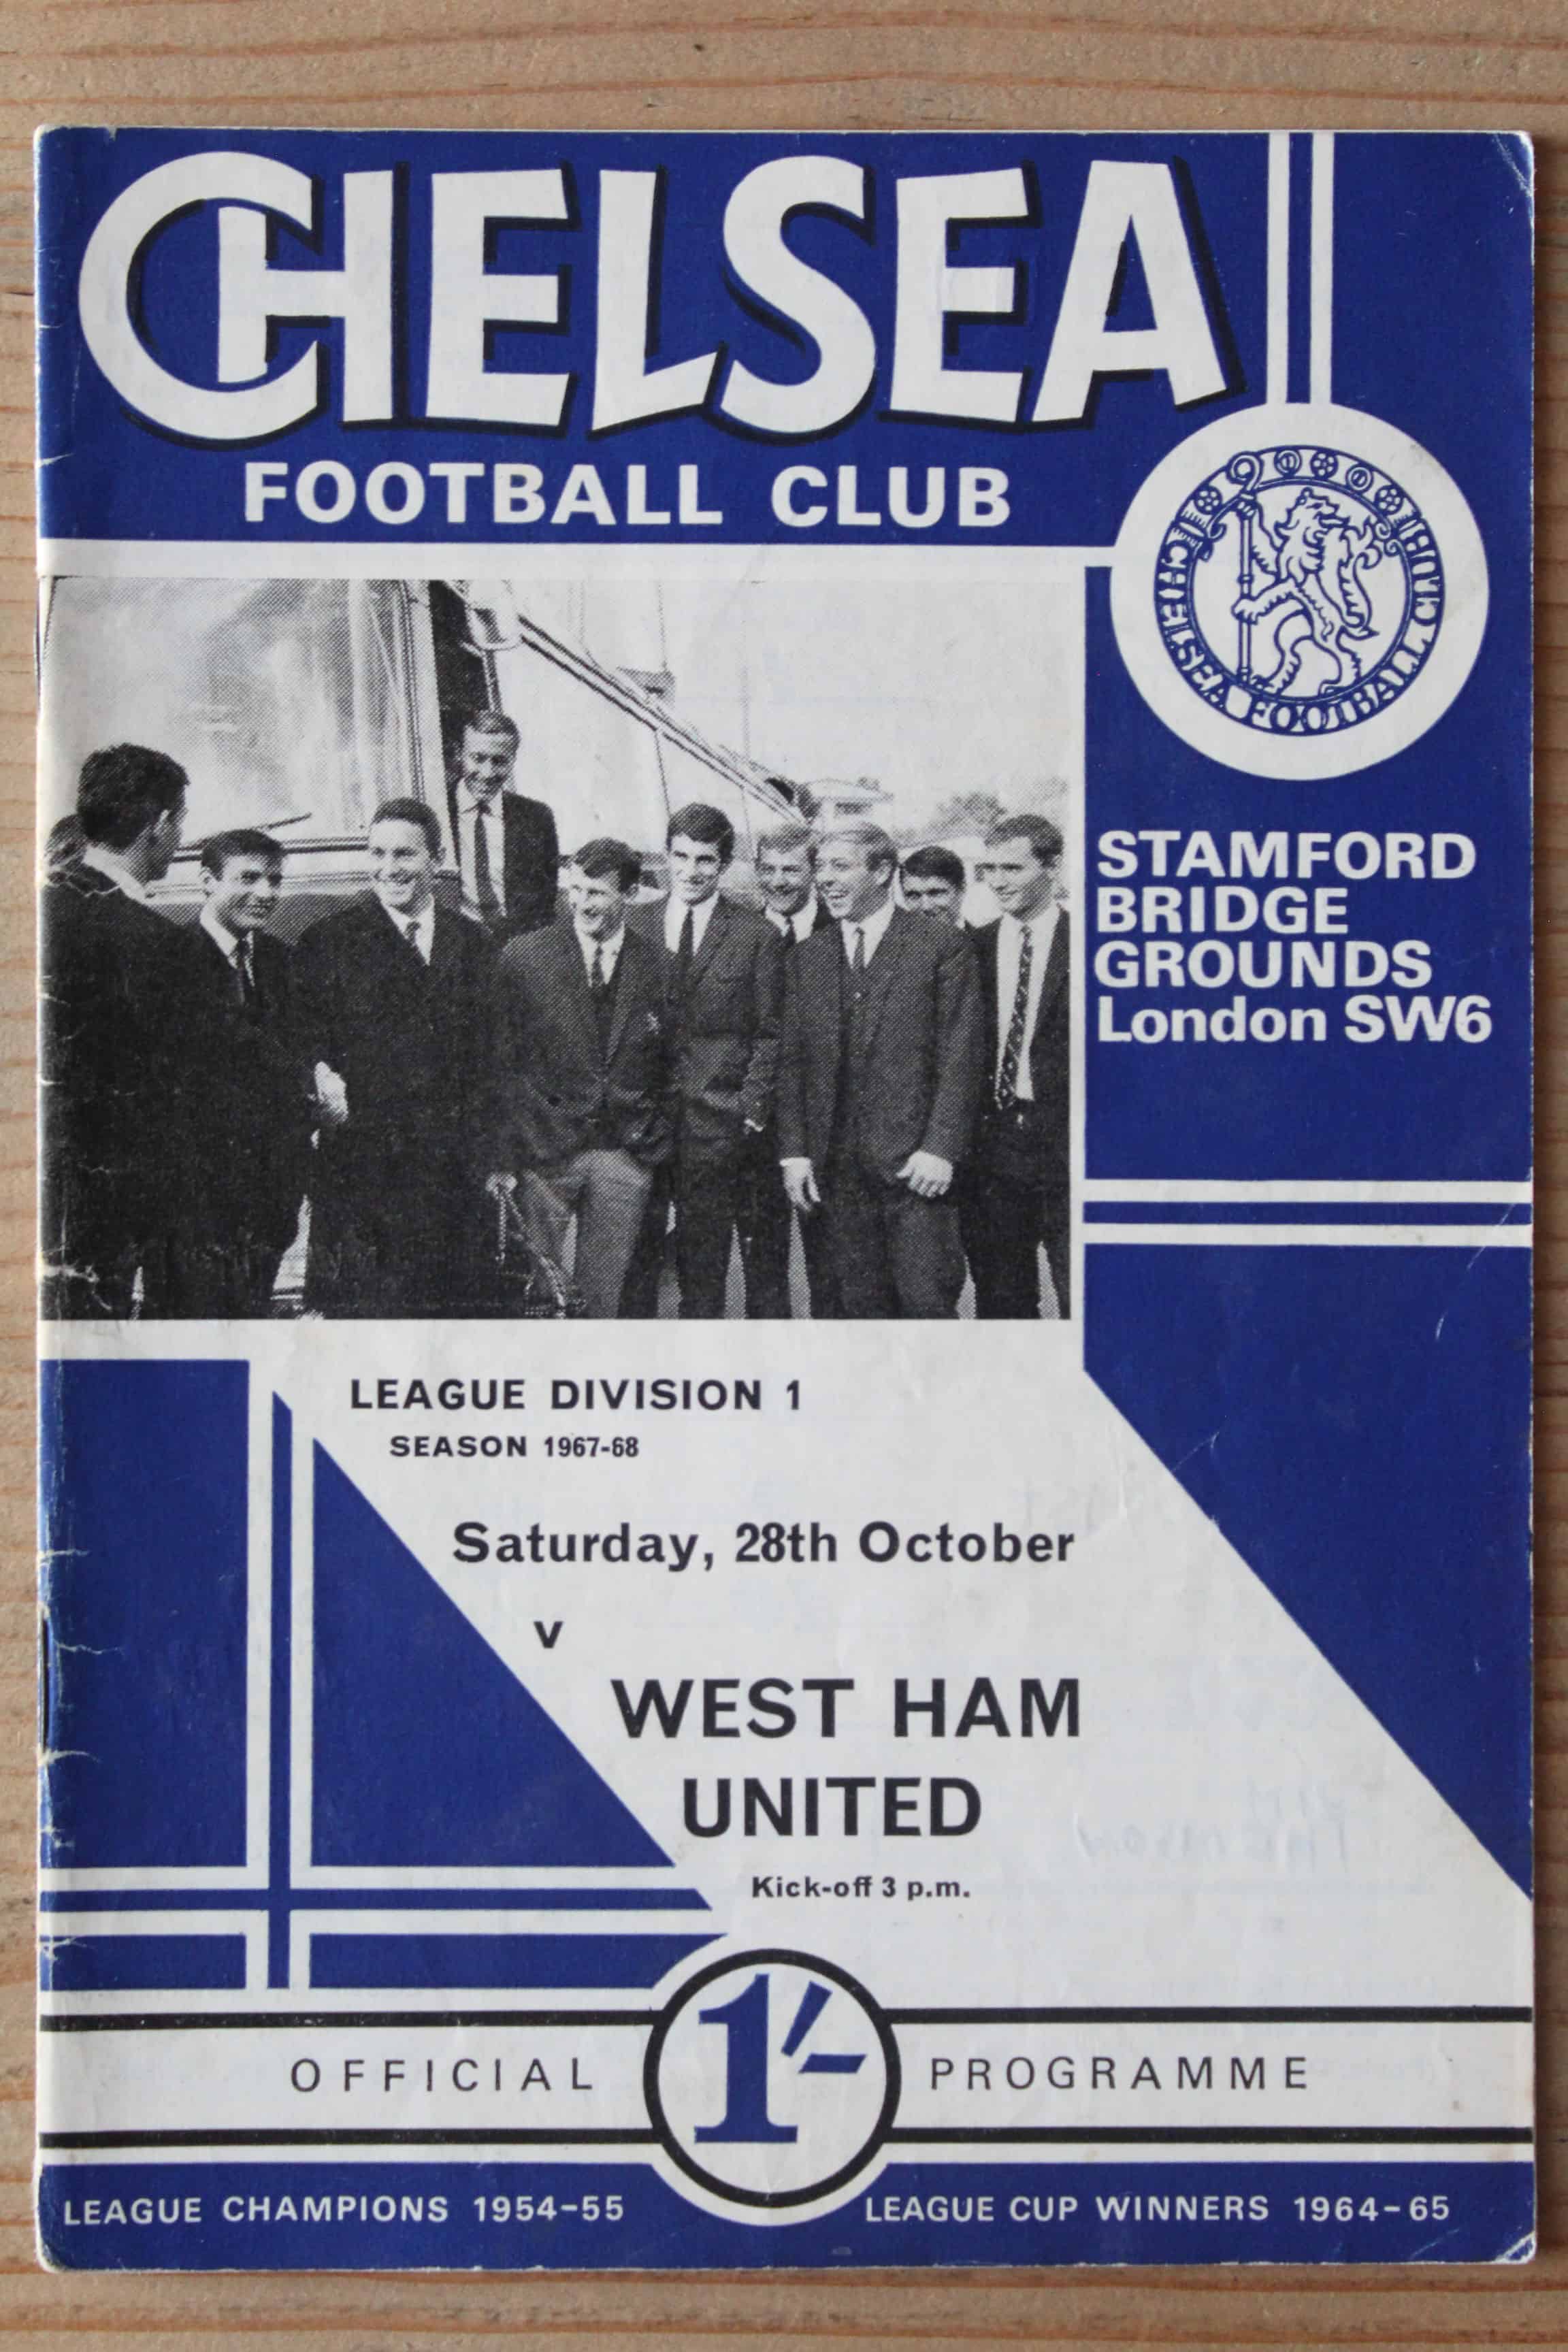 CHELSEA
FOOTBALL CLUB
CHELSEA FOOTBALL CLUB
STAMFORD
BRIDGE
GROUNDS
London SW6
LEAGUE DIVISION 1
SEASON 1967-68
Saturday, 28th October
v
WEST HAM
UNITED
Kick-off 3 p.m.
OFFICIAL 1'- PROGRAMME
LEAGUE CHAMPIONS 1954-55 LEAGUE CUP WINNERS 1964-65